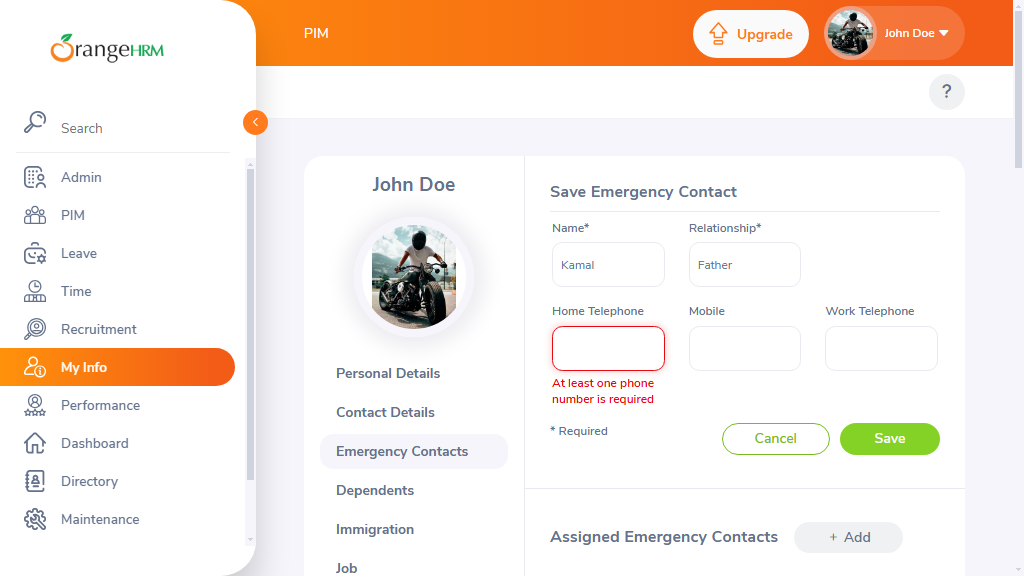 OrangeHRM
PIM
Upgrade
John Doe
?
Search
Admin
PIM
Leave
Time
Recruitment
My Info
Performance
Dashboard
Directory
Maintenance
John Doe
Personal Details
Contact Details
Emergency Contacts
Dependents
Immigration
Job
Save Emergency Contact
Name* Relationship*
Kamal Father
Home Telephone Mobile Work Telephone
At least one phone
number is required
* Required
Cancel Save
Assigned Emergency Contacts + Add